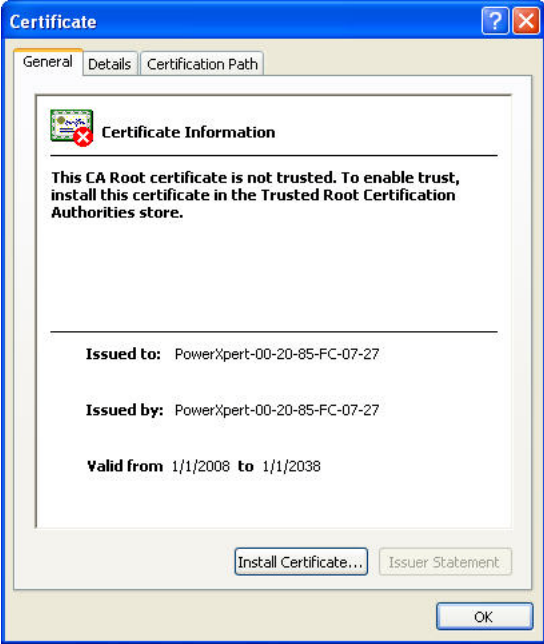 Certificate
General Details Certification Path
Certificate Information
This CA Root certificate is not trusted. To enable trust,
install this certificate in the Trusted Root Certification
Authorities store.
Issued to: PowerXpert-00-20-85-FC-07-27
Issued by: PowerXpert-00-20-85-FC-07-27
Valid from 1/1/2008 to 1/1/2038
Install Certificate... Issuer Statement
OK